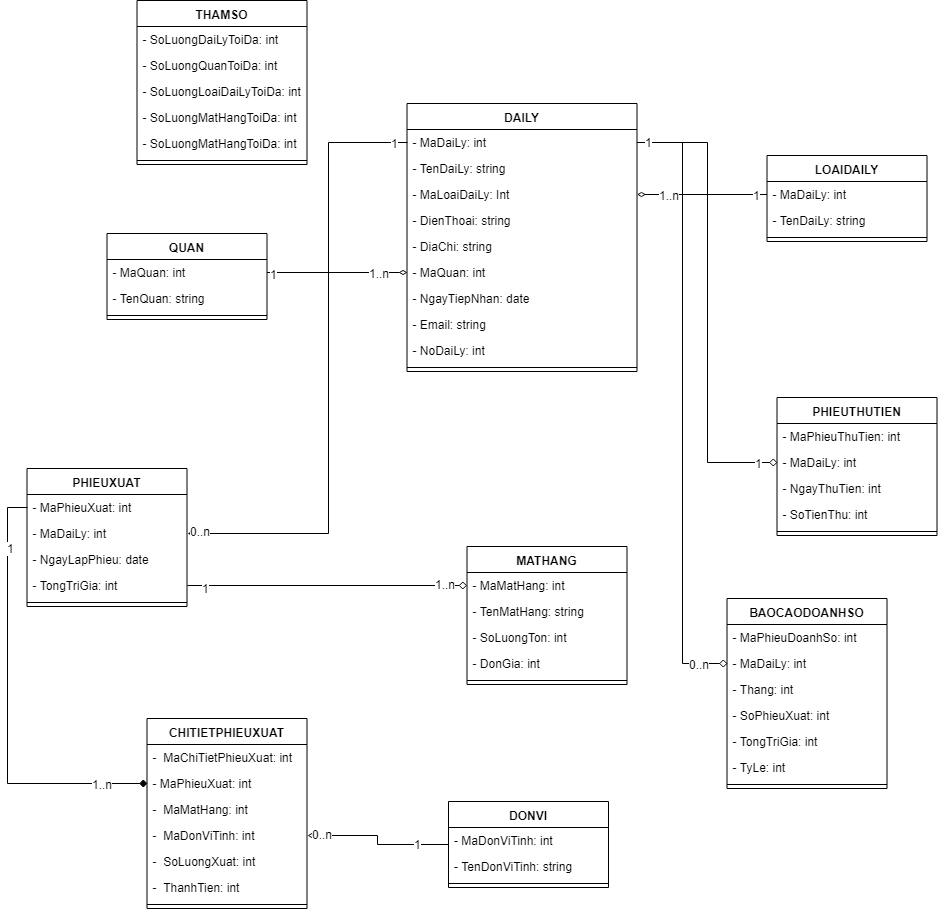 THAMSO
- SoLuongDaiLyToiDa: int
- SoLuongQuanToiDa: int
- SoLuongLoaiDaiLyToiDa: int
- SoLuongMatHangToiDa: int
- SoLuongMatHangToiDa: int
DAILY
- MaDaiLy: int
- TenDaiLy: string
- MaLoaiDaiLy: Int
- DienThoai: string
- DiaChi: string
- MaQuan: int
- NgayTiepNhan: date
- Email: string
- NoDaiLy: int
1
1
1..n
1
LOAIDAILY
- MaDaiLy: int
- TenDaiLy: string
QUAN
- MaQuan: int
- TenQuan: string
1
1..n
PHIEUTHUTIEN
- MaPhieuThuTien: int
- MaDaiLy: int
- NgayThuTien: int
- SoTienThu: int
1
PHIEUXUAT
- MaPhieuXuat: int
- MaDaiLy: int
- NgayLapPhieu: date
- TongTriGia: int
0..n
1
1
1..n
MATHANG
- MaMatHang: int
- TenMatHang: string
- SoLuongTon: int
- DonGia: int
BAOCAODOANHSO
- MaPhieuDoanhSo: int
- MaDaiLy: int
- Thang: int
- SoPhieuXuat: int
- TongTriGia: int
- TyLe: int
0..n
CHITIETPHIEUXUAT
- MaChiTietPhieuXuat: int
- MaPhieuXuat: int
- MaMatHang: int
- MaDonViTinh: int
- SoLuongXuat: int
- ThanhTien: int
1..n
0..n
1
DONVI
- MaDonViTinh: int
- TenDonViTinh: string